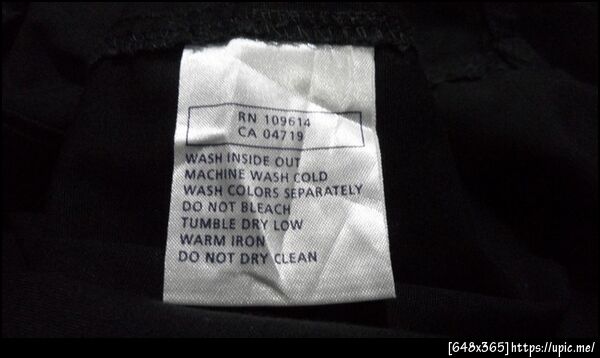 RN 109614
CA 04719
WASH INSIDE OUT
MACHINE WASH COLD
WASH COLORS SEPARATELY
DO NOT BLEACH
TUMBLE DRY LOW
WARM IRON
DO NOT DRY CLEAN
[648x365]https://upic.me/